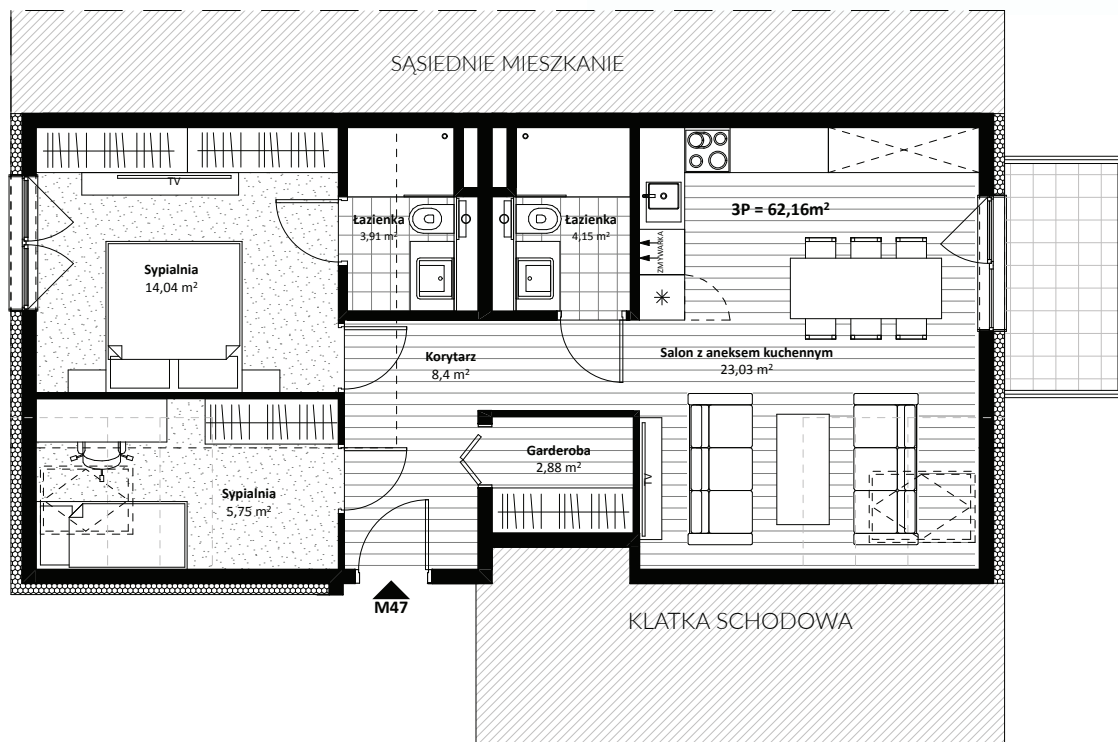 SĄSIEDNIE MIESZKANIE
TV
Łazienka
3,91 m²
Łazienka
4,15 m²
3P = 62,16m²
ZMYWARKA
Sypialnia
14,04 m²
Korytarz
8,4 m²
Salon z aneksem kuchennym
23,03 m²
Garderoba
2,88 m²
TV
Sypialnia
5,75 m²
M47
KLATKA SCHODOWA